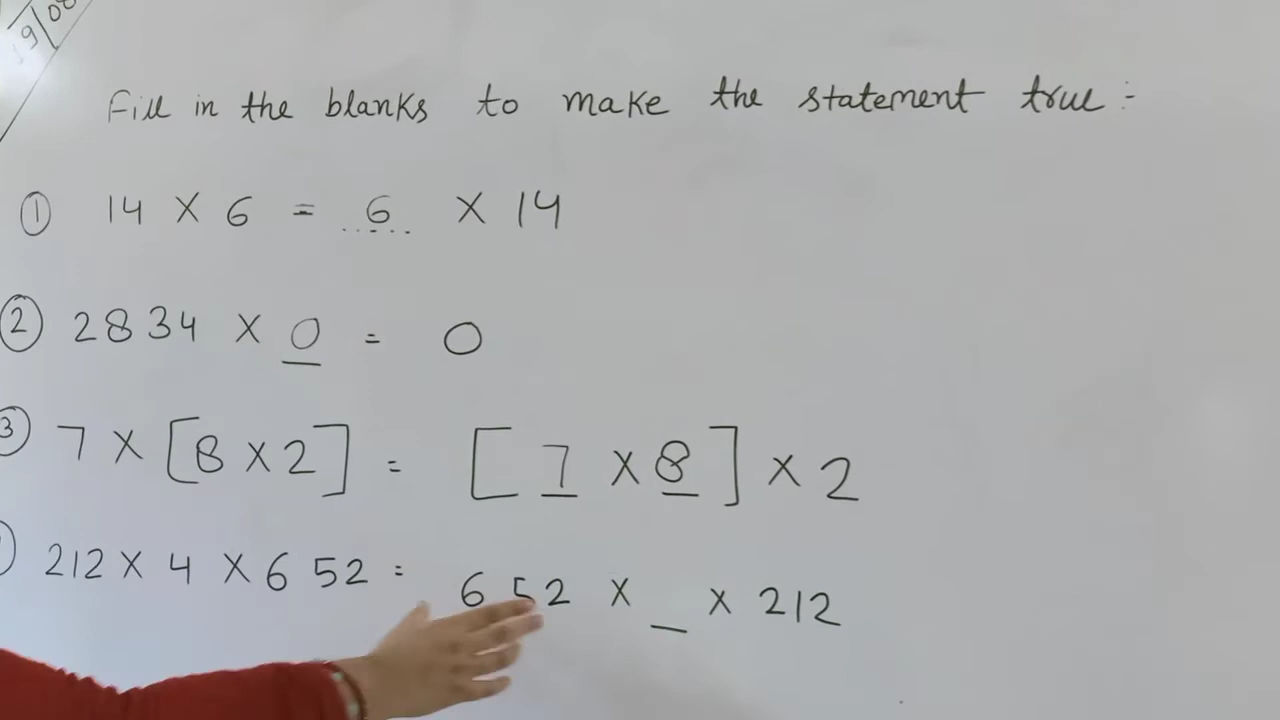 Fill in the blanks to make the statement true :-
① 14 × 6 = 6 × 14
② 2834 × 0 = 0
③ 7 × [8 × 2] = [7 × 8] × 2
212 × 4 × 652 = 652 × _ × 212